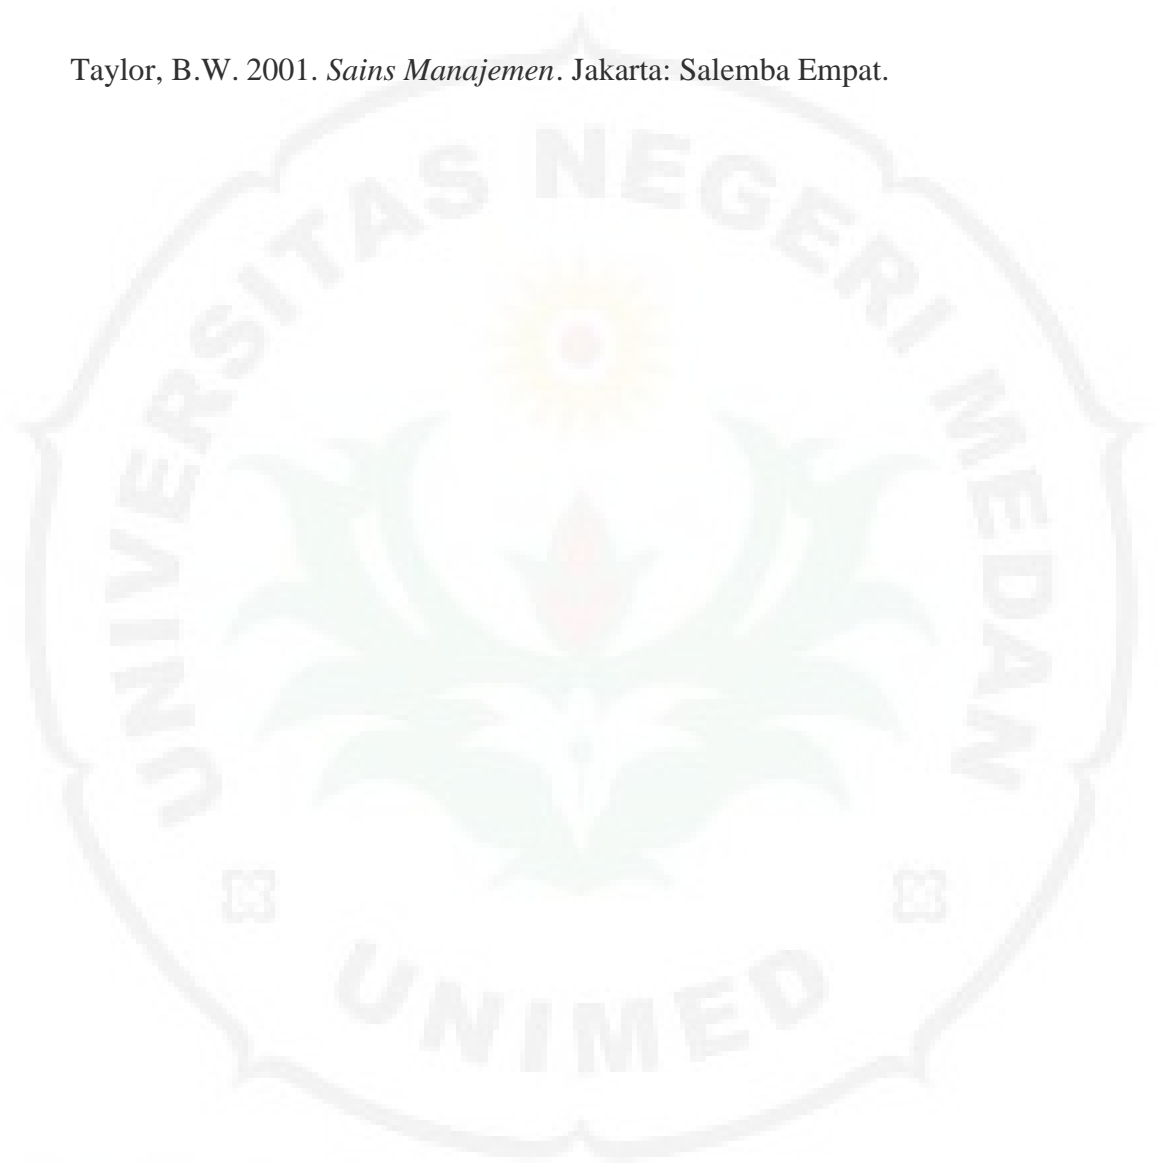 Taylor, B.W. 2001. Sains Manajemen. Jakarta: Salemba Empat.
UNIVERSITAS NEGERI MEDAN
UNIMED